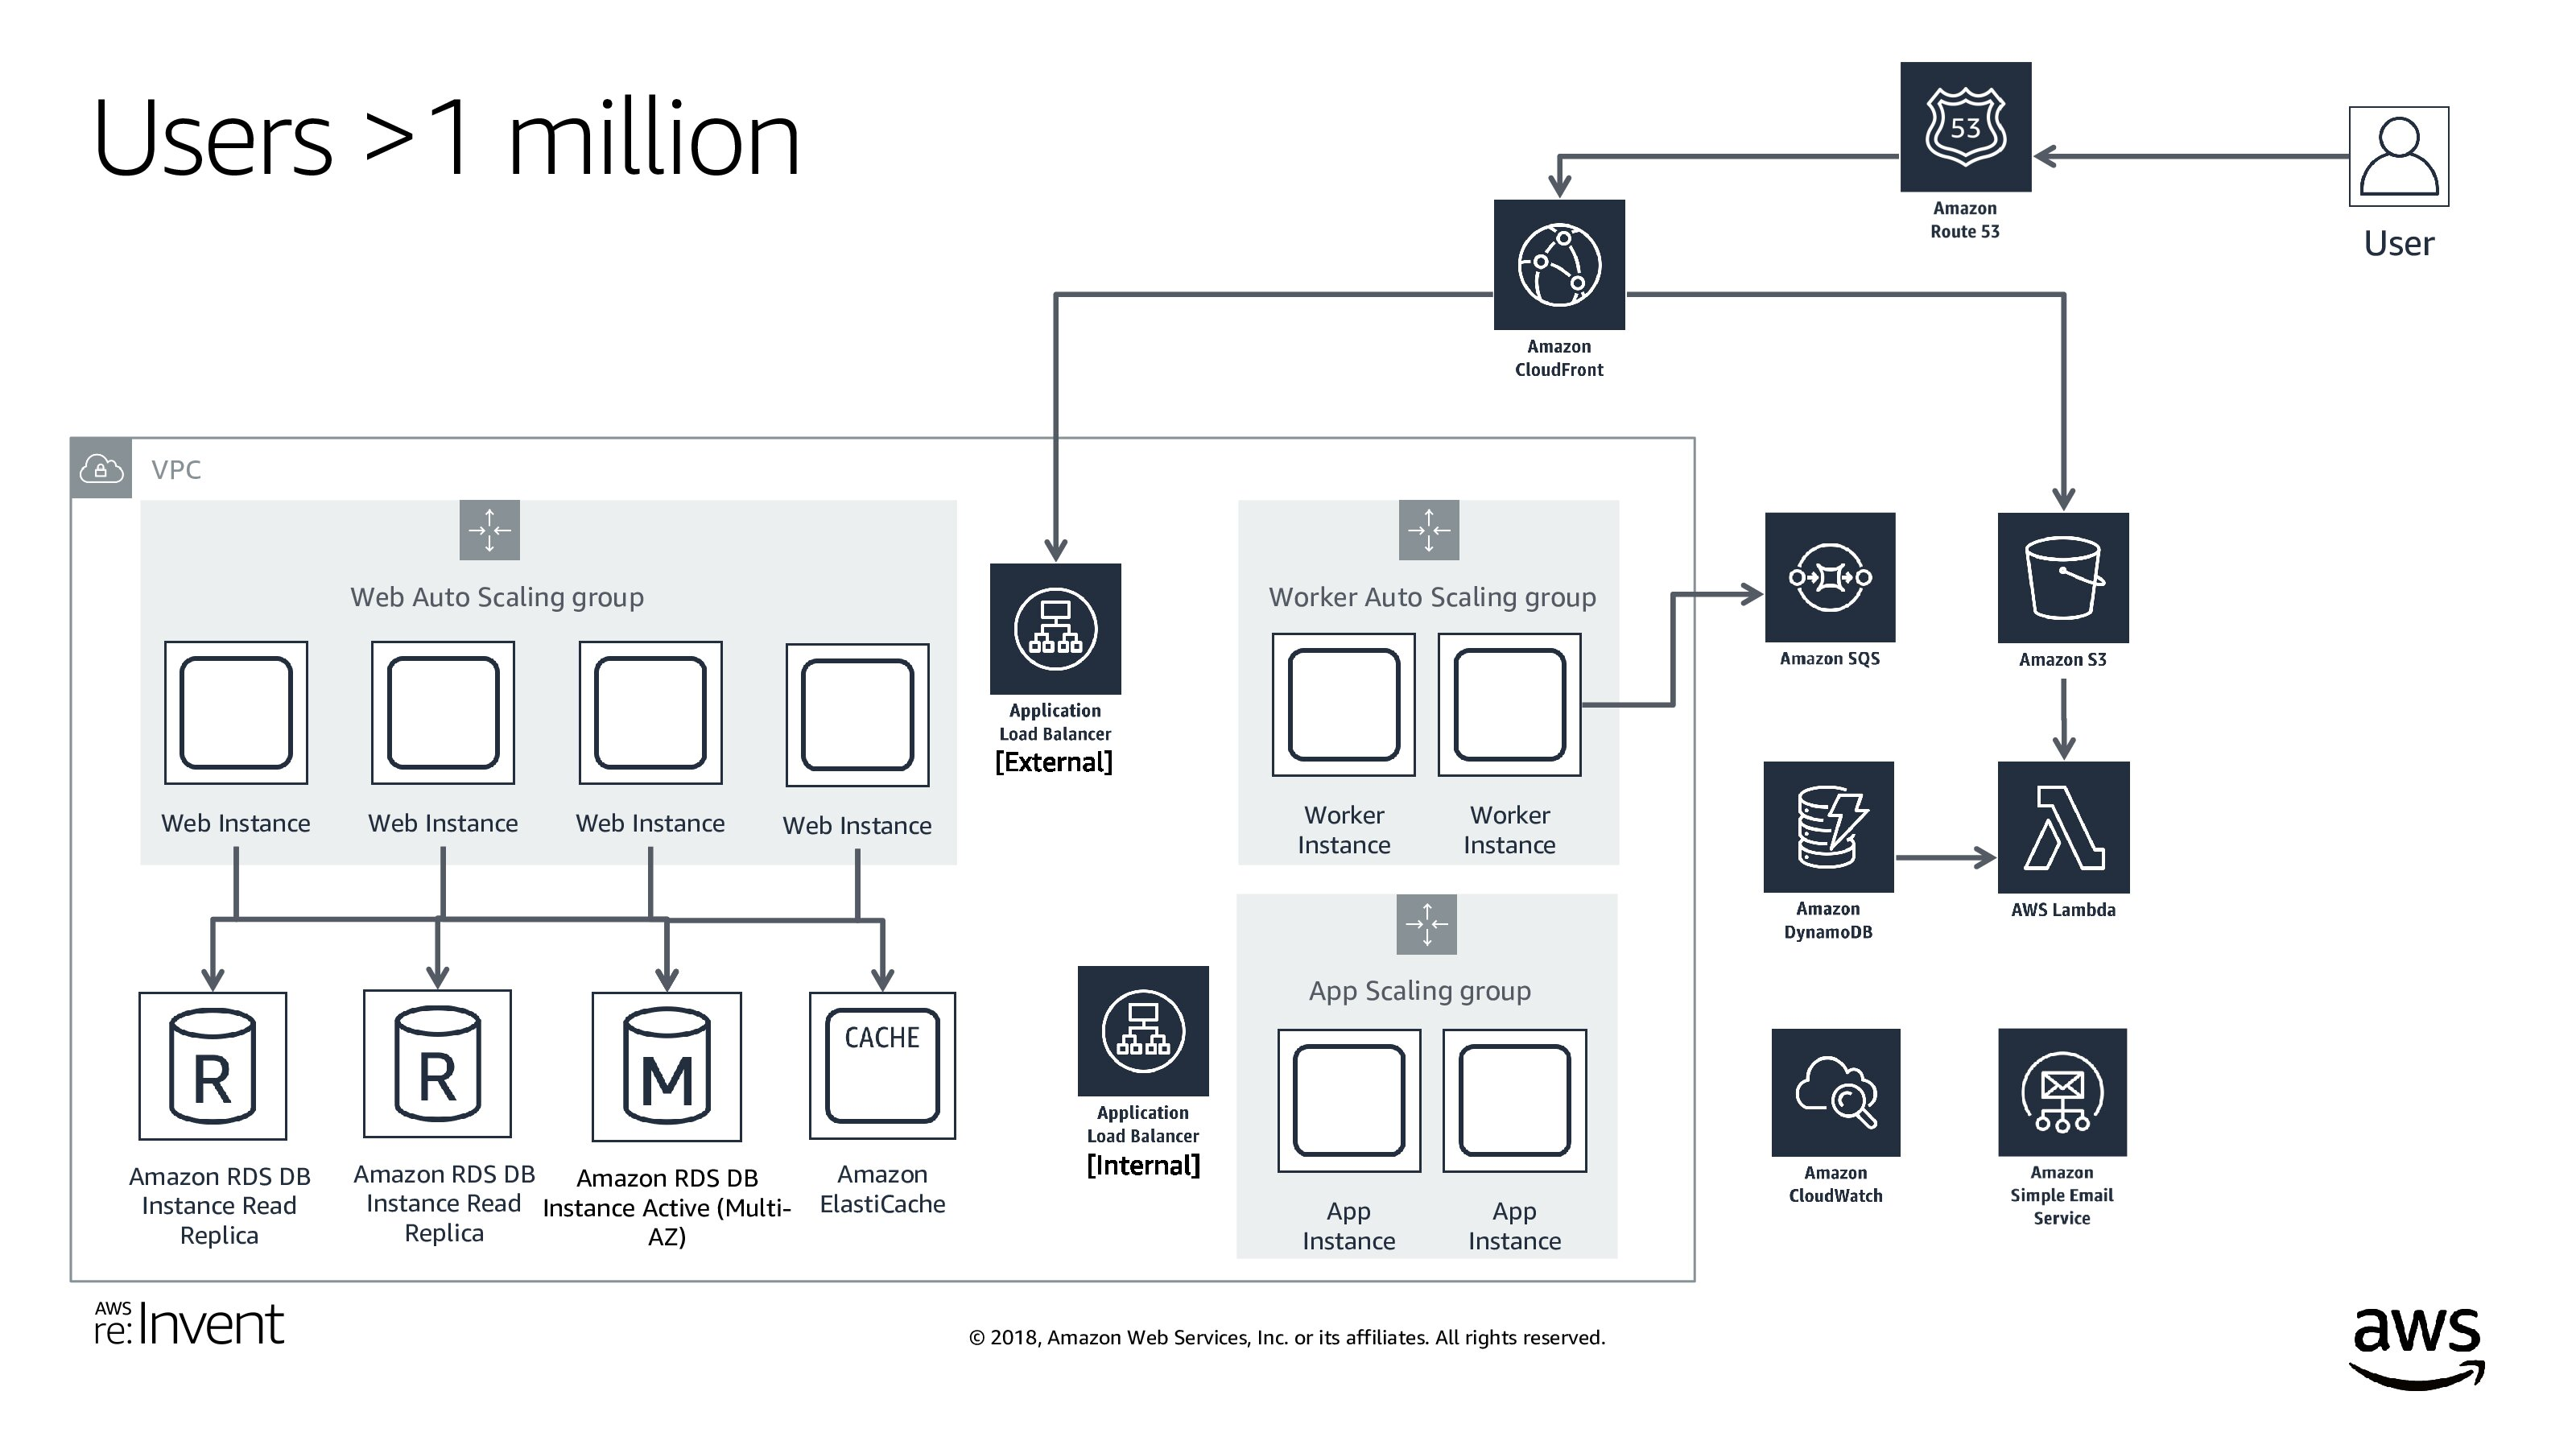 Users >1 million
53
Amazon
Route 53
User
Amazon
CloudFront
VPC
Web Auto Scaling group
Web Instance
Web Instance
Web Instance
Web Instance
Application
Load Balancer
[External]
Worker Auto Scaling group
Worker
Instance
Worker
Instance
Amazon SQS
Amazon S3
Amazon
DynamoDB
AWS Lambda
R
Amazon RDS DB
Instance Read
Replica
R
Amazon RDS DB
Instance Read
Replica
M
Amazon RDS DB
Instance Active (Multi-
AZ)
CACHE
Amazon
ElastiCache
Application
Load Balancer
[Internal]
App Scaling group
App
Instance
App
Instance
Amazon
CloudWatch
Amazon
Simple Email
Service
AWS
re:Invent
© 2018, Amazon Web Services, Inc. or its affiliates. All rights reserved.
aws